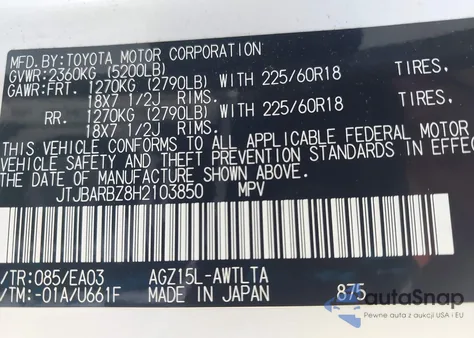 MFD.BY:TOYOTA MOTOR CORPORATION
GVWR:2360KG (5200LB)
GAWR:FRT. 1270KG (2790LB) WITH 225/60R18 TIRES,
18X7 1/2J RIMS.
RR. 1270KG (2790LB) WITH 225/60R18 TIRES,
18X7 1/2J RIMS.
THIS VEHICLE CONFORMS TO ALL APPLICABLE FEDERAL MOTOR
VEHICLE SAFETY AND THEFT PREVENTION STANDARDS IN EFFEC
THE DATE OF MANUFACTURE SHOWN ABOVE.
JTJBARBZ8H2103850 MPV
/TR:085/EA03 AGZ15L-AWTLTA
/TM:-01A/U661F MADE IN JAPAN 875
autoSnap
Pewne auta z USA i EU